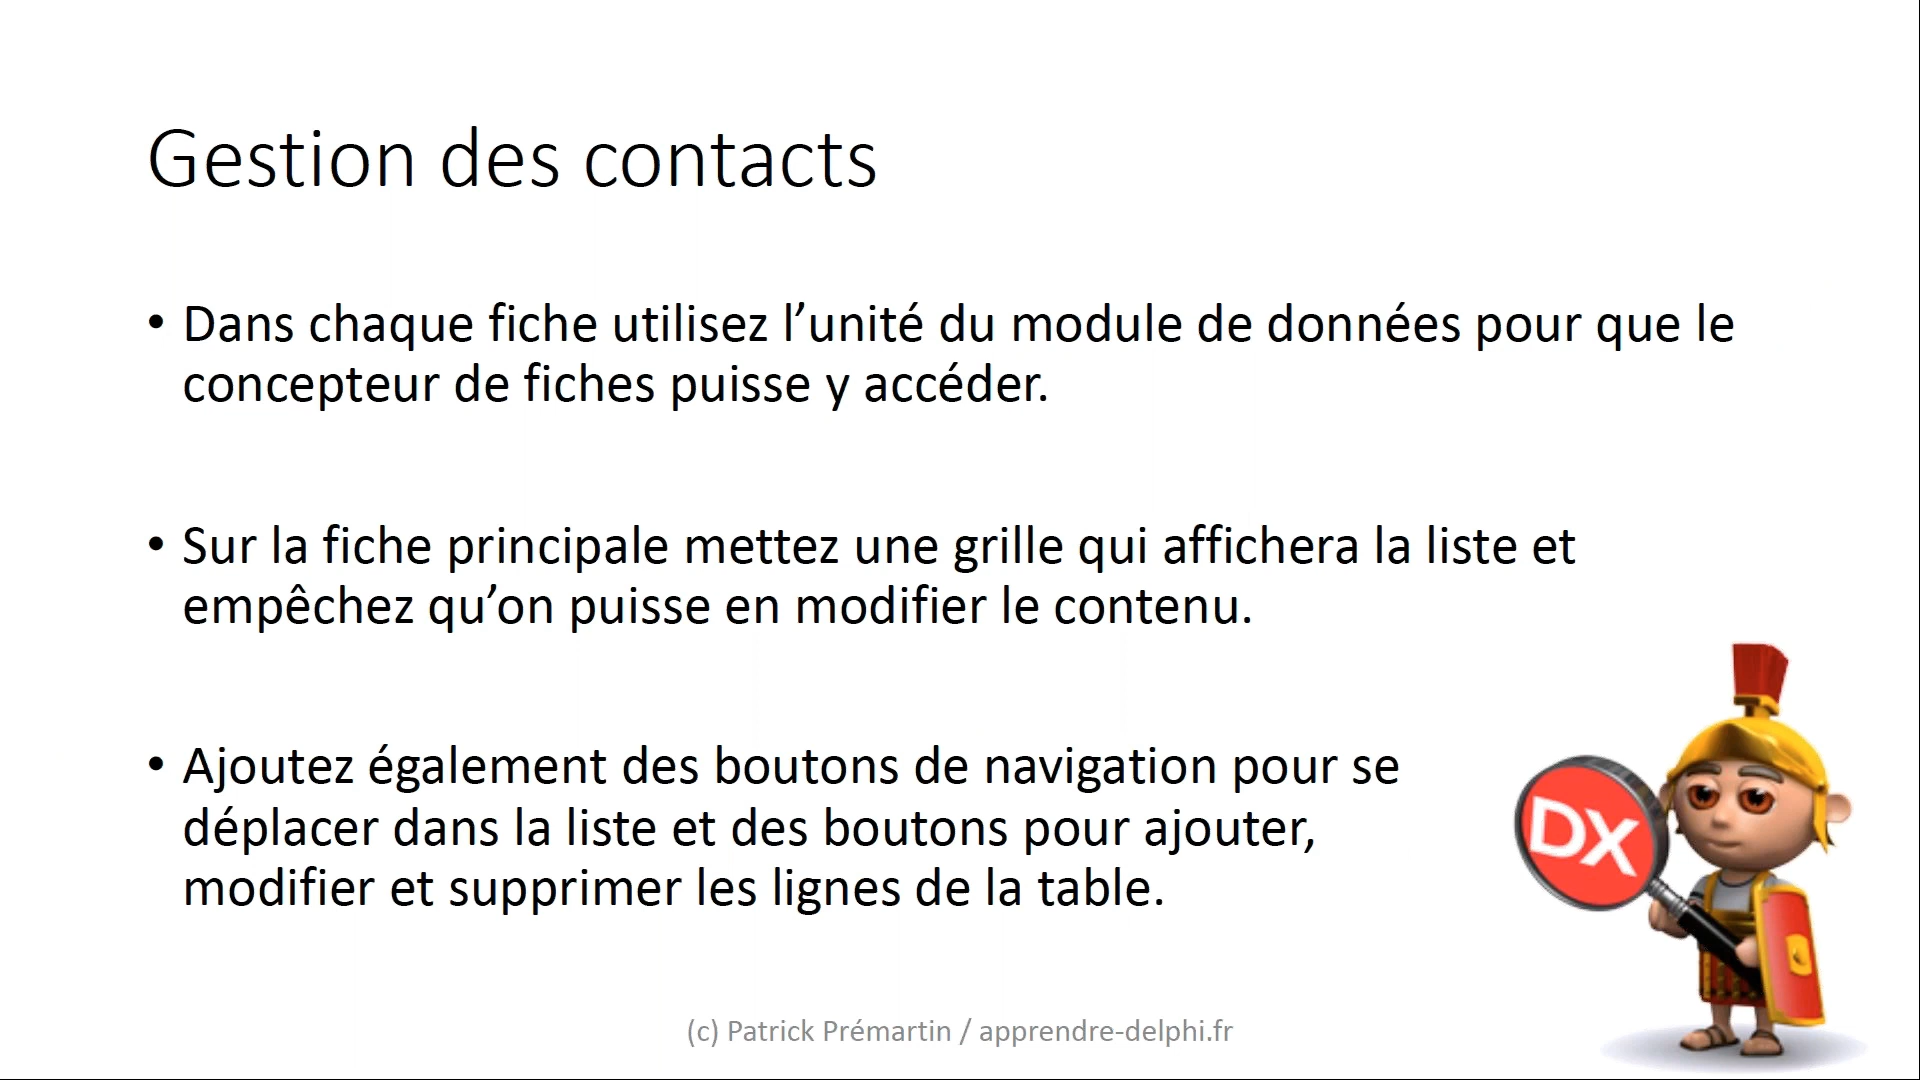 Gestion des contacts
• Dans chaque fiche utilisez l’unité du module de données pour que le
concepteur de fiches puisse y accéder.
• Sur la fiche principale mettez une grille qui affichera la liste et
empêchez qu’on puisse en modifier le contenu.
• Ajoutez également des boutons de navigation pour se
déplacer dans la liste et des boutons pour ajouter,
modifier et supprimer les lignes de la table.
DX
(c) Patrick Prémartin / apprendre-delphi.fr